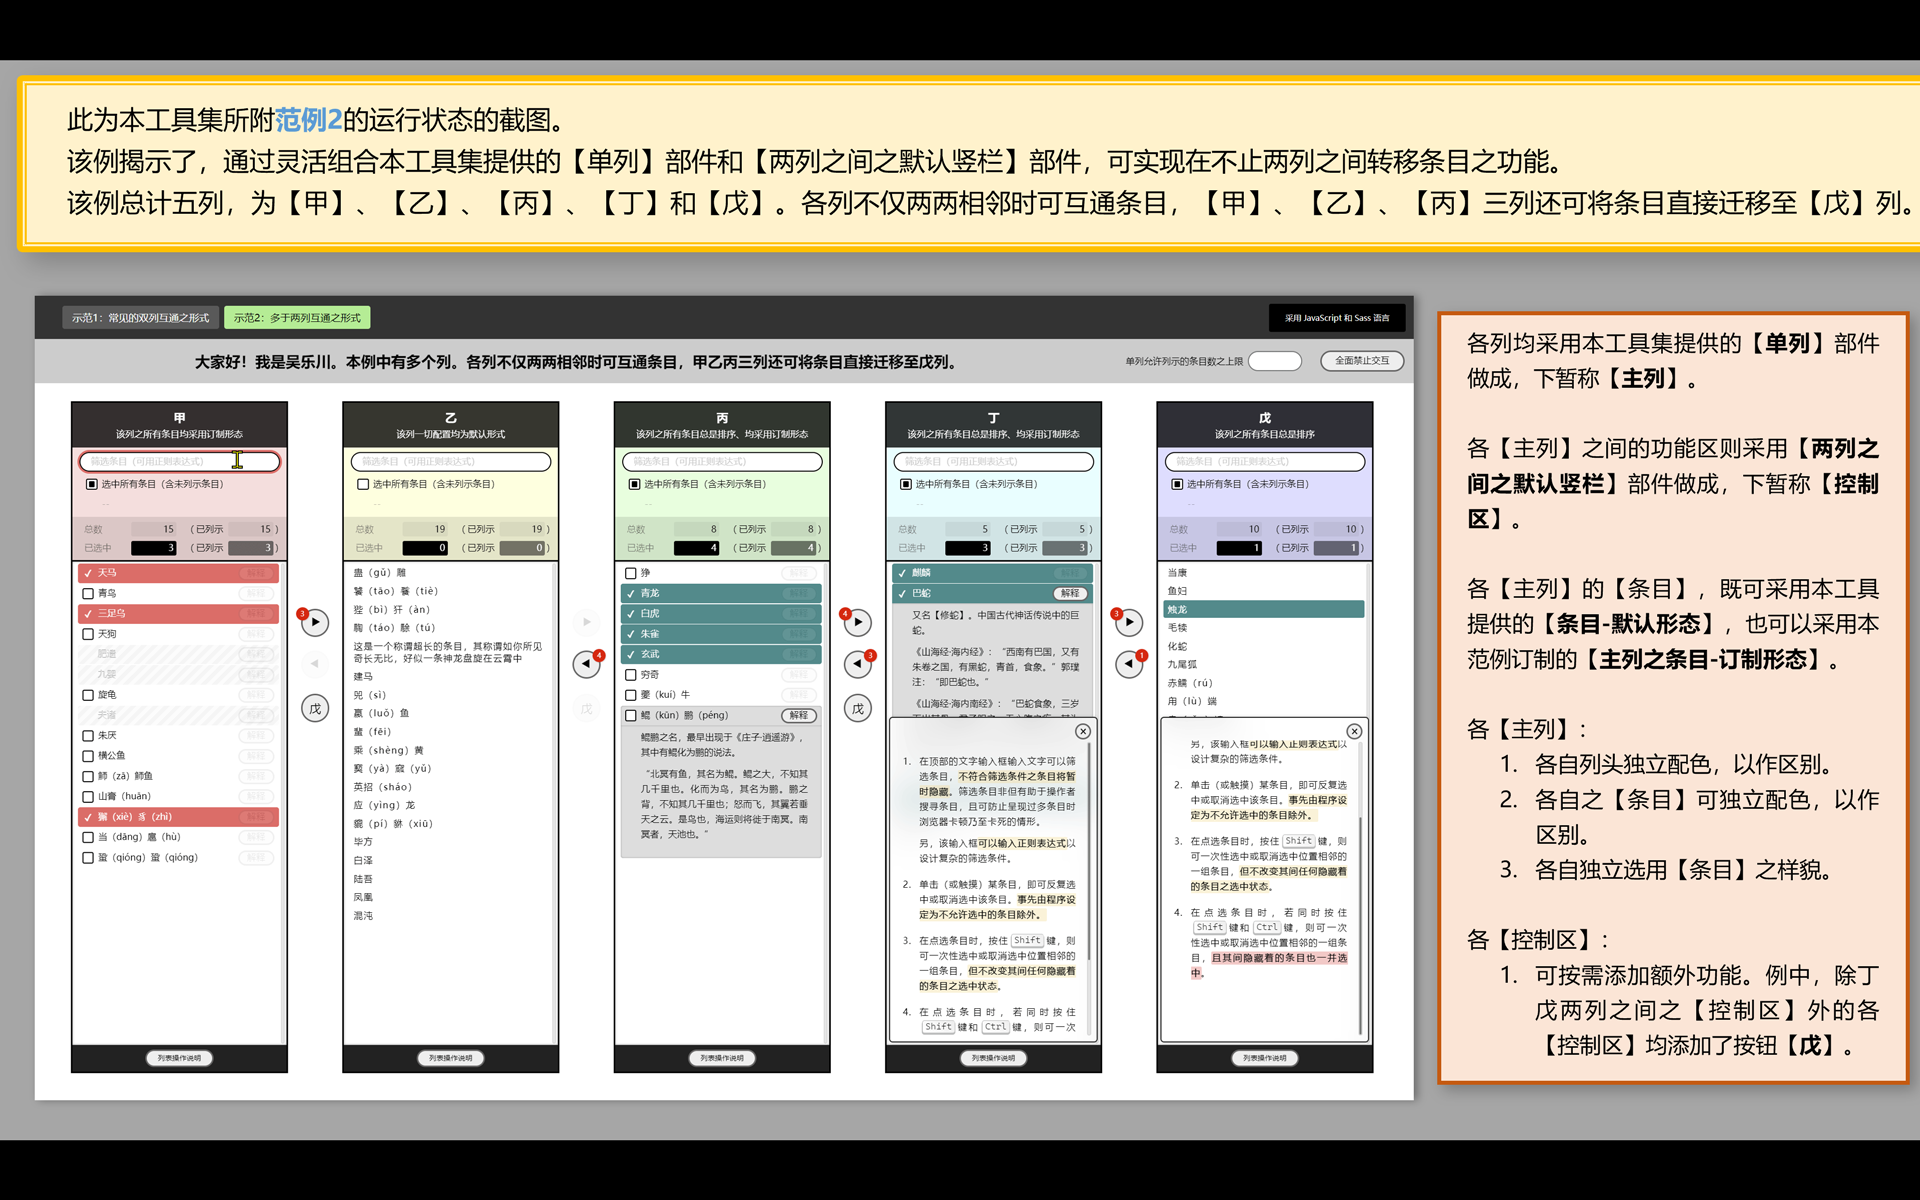 此为本工具集所附范例2的运行状态的截图。
该例揭示了，通过灵活组合本工具集提供的【单列】部件和【两列之间之默认竖栏】部件，可实现在不止两列之间转移条目之功能。
该例总计五列，为【甲】、【乙】、【丙】、【丁】和【戊】。各列不仅两两相邻时可互通条目，【甲】、【乙】、【丙】三列还可将条目直接迁移至【戊】列。
示范1：常见的双列互通之形式
示范2：多于两列互通之形式
采用 JavaScript 和 Sass 语言
大家好！我是吴乐川。本例中有多个列。各列不仅两两相邻时可互通条目，甲乙丙三列还可将条目直接迁移至戊列。
单列允许列示的条目数之上限
全面禁止交互
甲
该列之所有条目均采用订制形态
筛选条目（可用正则表达式）
选中所有条目（含未列示条目）
总数 15 （已列示 15 ）
已选中 3 （已列示 3 ）
天马
青鸟
三足乌
天狗
肥遗
九婴
旋龟
夫诸
朱厌
横公鱼
鰤（zà）鰤鱼
山膏（huān）
獬（xiè）豸（zhì）
当（dāng）扈（hù）
蛩（qióng）蛩（qióng）
列表操作说明
3
戊
乙
该列一切配置均为默认形式
筛选条目（可用正则表达式）
选中所有条目（含未列示条目）
总数 19 （已列示 19 ）
已选中 0 （已列示 0 ）
蛊（gǔ）雕
饕（tāo）餮（tiè）
狴（bì）犴（àn）
騊（táo）駼（tú）
这是一个称谓超长的条目，其称谓如你所见
奇长无比，好似一条神龙盘旋在云霄中
建马
兕（sì）
蠃（luǒ）鱼
蜚（fěi）
乘（shèng）黄
窫（yà）窳（yǔ）
英招（sháo）
应（yìng）龙
貔（pí）貅（xiū）
毕方
白泽
陆吾
凤凰
混沌
列表操作说明
4
戊
丙
该列之所有条目总是排序、均采用订制形态
筛选条目（可用正则表达式）
选中所有条目（含未列示条目）
总数 8 （已列示 8 ）
已选中 4 （已列示 4 ）
狰
青龙
白虎
朱雀
玄武
穷奇
夔（kuí）牛
鲲（kūn）鹏（péng） 解释
鲲鹏之名，最早出现于《庄子·逍遥游》，
其中有鲲化为鹏的说法。
“北冥有鱼，其名为鲲。鲲之大，不知其
几千里也。化而为鸟，其名为鹏。鹏之
背，不知其几千里也；怒而飞，其翼若垂
天之云。是鸟也，海运则将徙于南冥。南
冥者，天池也。”
列表操作说明
4
3
戊
丁
该列之所有条目总是排序、均采用订制形态
筛选条目（可用正则表达式）
选中所有条目（含未列示条目）
总数 5 （已列示 5 ）
已选中 3 （已列示 3 ）
麒麟
巴蛇 解释
又名【修蛇】。中国古代神话传说中的巨
蛇。
《山海经·海内经》：“西南有巴国，又有
朱卷之国，有黑蛇，青首，食象。”郭璞
注：“即巴蛇也。”
《山海经·海内南经》：“巴蛇食象，三岁
1. 在顶部的文字输入框输入文字可以筛
选条目，不符合筛选条件之条目将暂
时隐藏。筛选条目非但有助于操作者
搜寻条目，且可防止呈现过多条目时
浏览器卡顿乃至卡死的情形。
另，该输入框可以输入正则表达式以
设计复杂的筛选条件。
2. 单击（或触摸）某条目，即可反复选
中或取消选中该条目。事先由程序设
定为不允许选中的条目除外。
3. 在点选条目时，按住 Shift 键，则
可一次性选中或取消选中位置相邻的
一组条目，但不改变其间任何隐藏着
的条目之选中状态。
4. 在点选条目时，若同时按住
Shift 键和 Ctrl 键，则可一次
列表操作说明
3
1
戊
该列之所有条目总是排序
筛选条目（可用正则表达式）
选中所有条目（含未列示条目）
总数 10 （已列示 10 ）
已选中 1 （已列示 1 ）
当康
鱼妇
烛龙
毛犊
化蛇
九尾狐
赤鱬（rú）
甪（lù）端
另，该输入框可以输入正则表达式以
设计复杂的筛选条件。
2. 单击（或触摸）某条目，即可反复选
中或取消选中该条目。事先由程序设
定为不允许选中的条目除外。
3. 在点选条目时，按住 Shift 键，则
可一次性选中或取消选中位置相邻的
一组条目，但不改变其间任何隐藏着
的条目之选中状态。
4. 在点选条目时，若同时按住
Shift 键和 Ctrl 键，则可一次
性选中或取消选中位置相邻的一组条
目，且其间隐藏着的条目也一并选
中。
列表操作说明
各列均采用本工具集提供的【单列】部件
做成，下暂称【主列】。
各【主列】之间的功能区则采用【两列之
间之默认竖栏】部件做成，下暂称【控制
区】。
各【主列】的【条目】，既可采用本工具
提供的【条目-默认形态】，也可以采用本
范例订制的【主列之条目-订制形态】。
各【主列】：
1. 各自列头独立配色，以作区别。
2. 各自之【条目】可独立配色，以作
区别。
3. 各自独立选用【条目】之样貌。
各【控制区】：
1. 可按需添加额外功能。例中，除丁
戊两列之间之【控制区】外的各
【控制区】均添加了按钮【戊】。